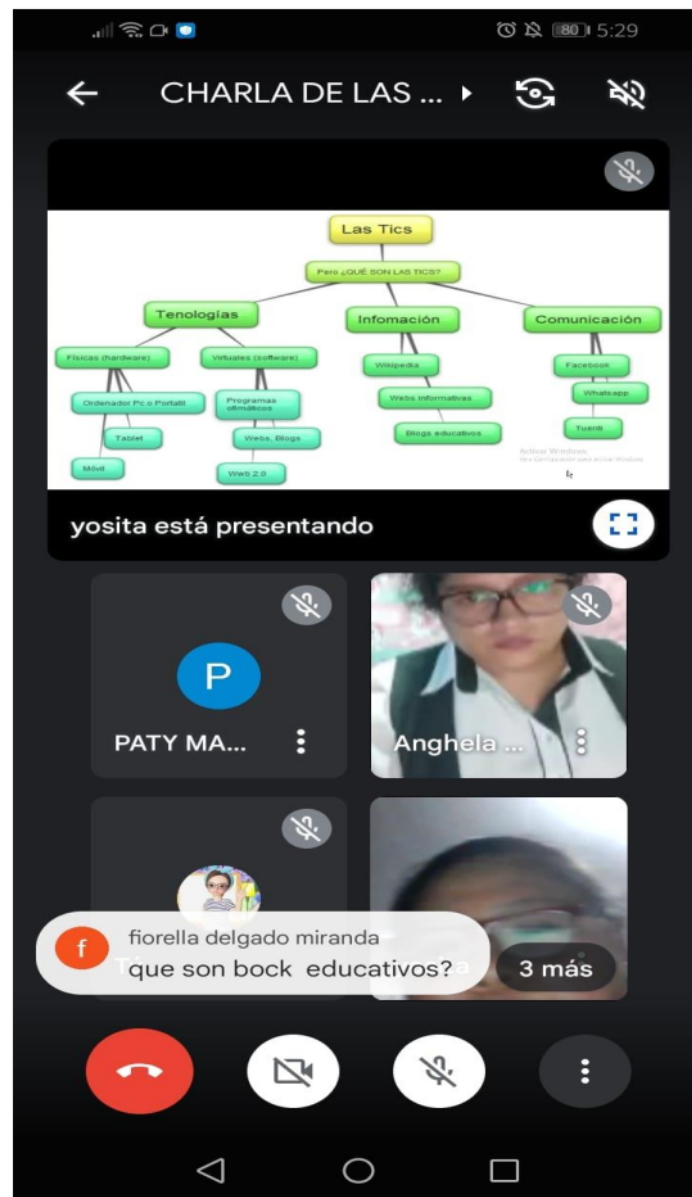 80 5:29
CHARLA DE LAS ...
Las Tics
Pero ¿QUÉ SON LAS TICS?
Tenologías
Infomación
Comunicación
Físicas (hardware)
Virtuales (software)
Wikipedia
Facebook
Ordenador Pc.o Portatil
Programas
ofimáticos
Webs informativas
Whatsapp
Tablet
Webs, Blogs
Blogs educativos
Tuenti
Móvil
Web 2.0
Activar Windows
yosita está presentando
P
PATY MA...
Anghela ...
f
fiorella delgado miranda
que son bock educativos?
3 más